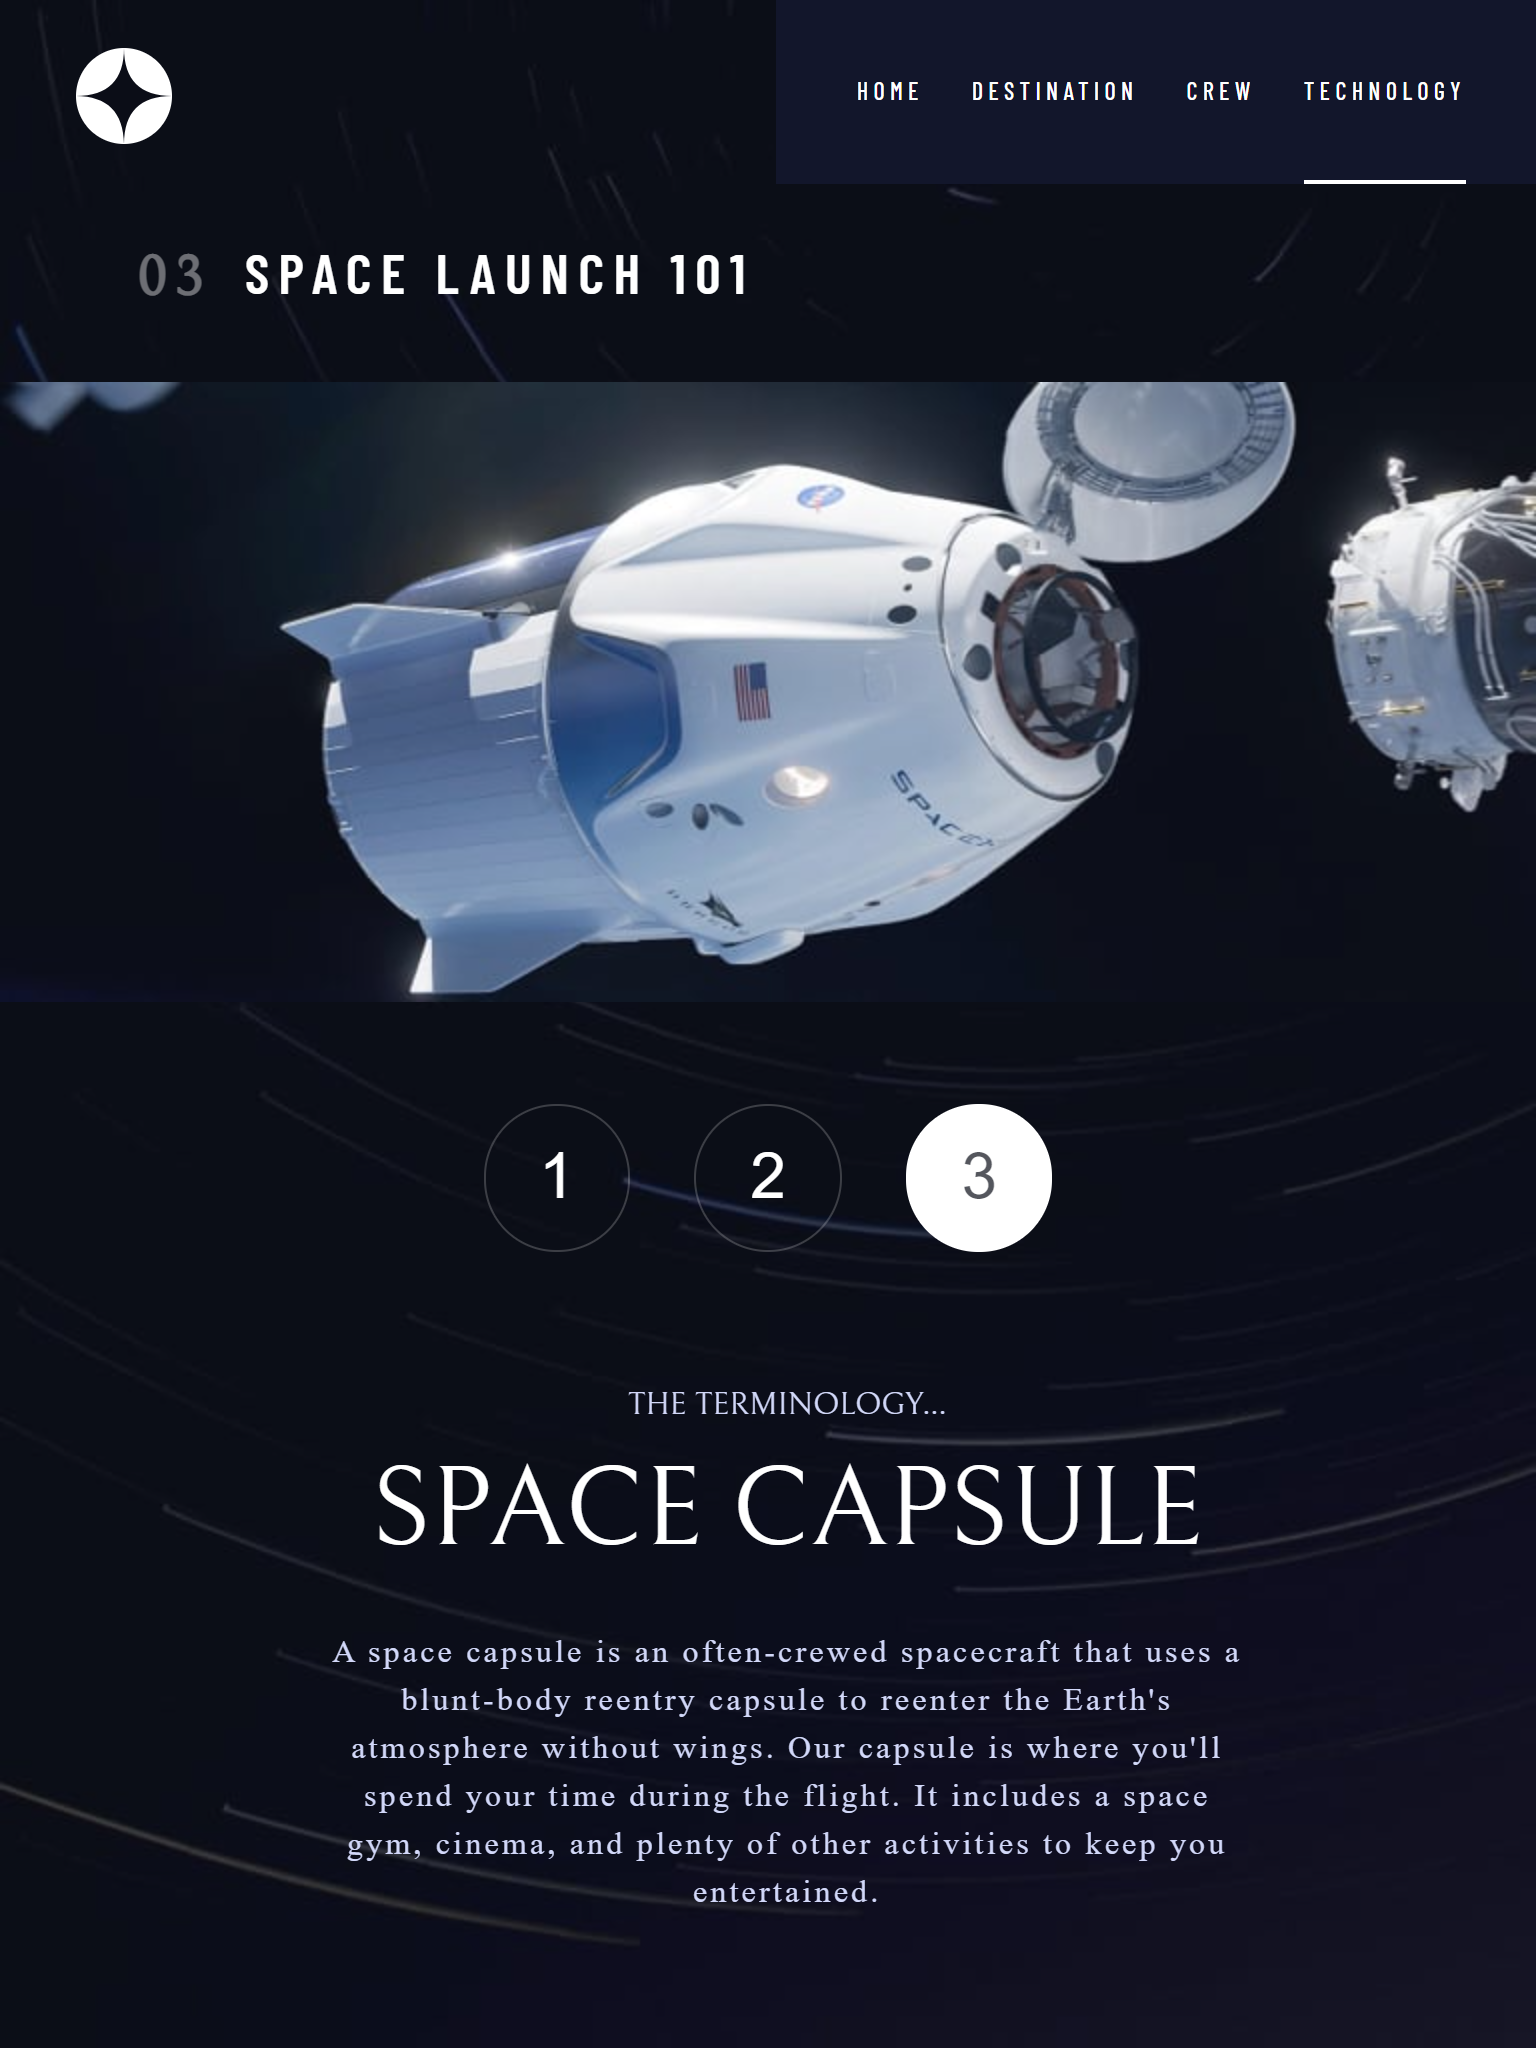 HOME DESTINATION CREW TECHNOLOGY
03 SPACE LAUNCH 101
SPACEX
1 2 3
THE TERMINOLOGY...
SPACE CAPSULE
A space capsule is an often-crewed spacecraft that uses a
blunt-body reentry capsule to reenter the Earth's
atmosphere without wings. Our capsule is where you'll
spend your time during the flight. It includes a space
gym, cinema, and plenty of other activities to keep you
entertained.